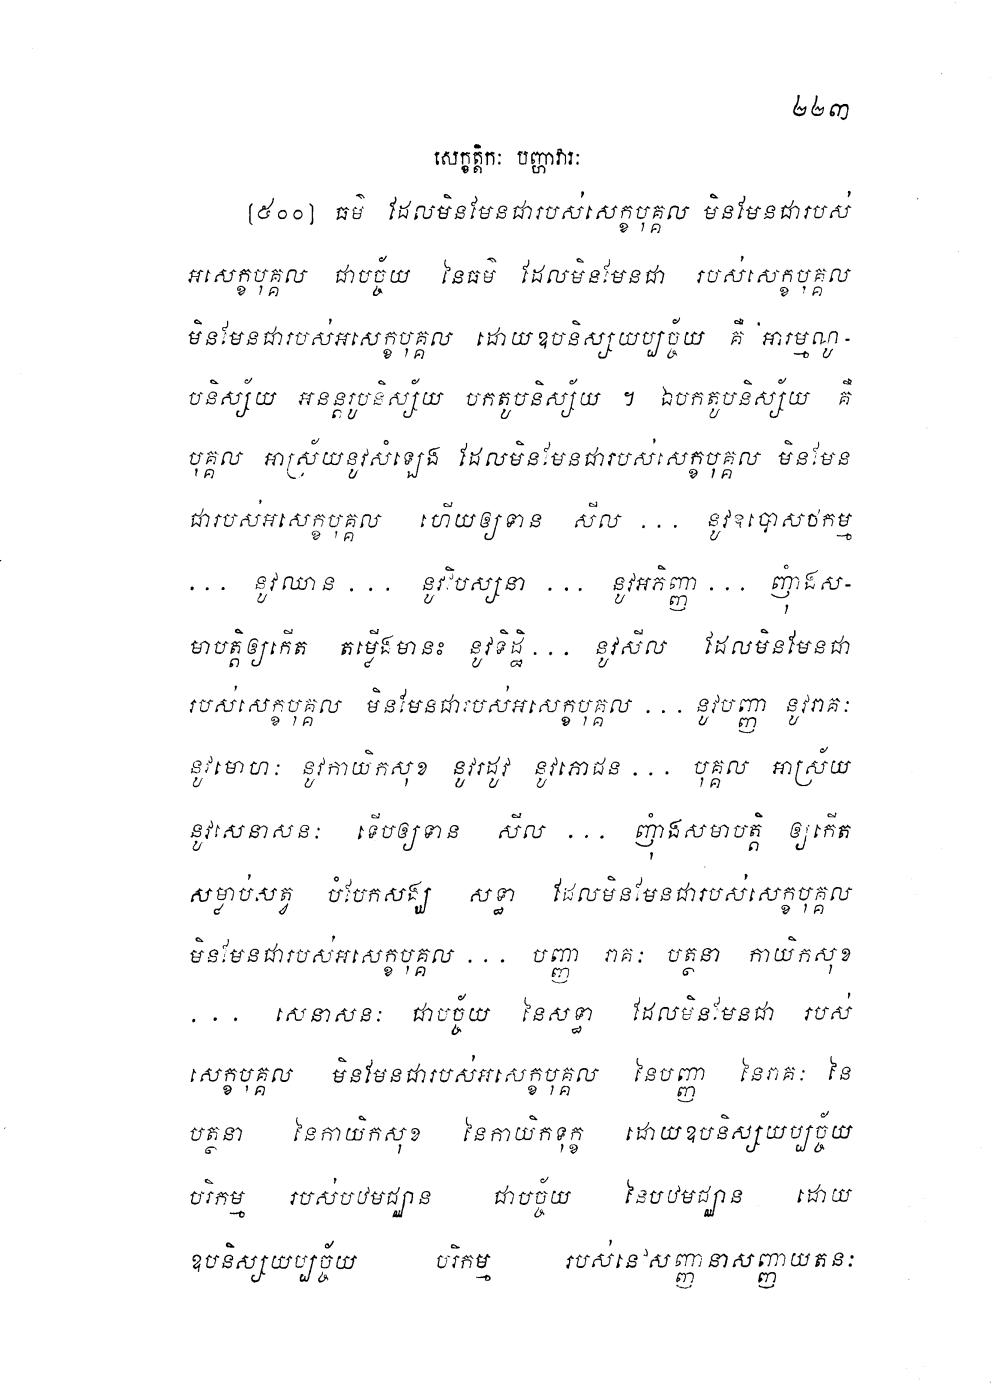 ២២៣
សេក្ខត្តិកៈ បញ្ហាវារៈ
[៥០០] ធម៌ ដែលមិនមែនជារបស់សេក្ខបុគ្គល មិនមែនជារបស់
អសេក្ខបុគ្គល ជាបច្ច័យ នៃធម៌ ដែលមិនមែនជា របស់សេក្ខបុគ្គល
មិនមែនជារបស់អសេក្ខបុគ្គល ដោយឧបនិស្សយប្បច្ច័យ គឺ អារម្មណូ-
បនិស្ស័យ អនន្តរូបនិស្ស័យ បកតូបនិស្ស័យ ។ ឯបកតូបនិស្ស័យ គឺ
បុគ្គល អាស្រ័យនូវសំឡេង ដែលមិនមែនជារបស់សេក្ខបុគ្គល មិនមែន
ជារបស់អសេក្ខបុគ្គល ហើយឲ្យទាន សីល ... នូវឧបោសថកម្ម
... នូវឈាន ... នូវវិបស្សនា ... នូវអភិញ្ញា ... ញុំាងស-
មាបត្តិឲ្យកើត តម្លើងមានះ នូវទិដ្ឋិ ... នូវសីល ដែលមិនមែនជា
របស់សេក្ខបុគ្គល មិនមែនជារបស់អសេក្ខបុគ្គល ... នូវបញ្ញា នូវរាគៈ
នូវមោហៈ នូវកាយិកសុខ នូវរដូវ នូវភោជន ... បុគ្គល អាស្រ័យ
នូវសេនាសនៈ ទើបឲ្យទាន សីល ... ញុំាងសមាបត្តិ ឲ្យកើត
សម្លាប់សត្វ បំបែកសង្ឃ សទ្ធា ដែលមិនមែនជារបស់សេក្ខបុគ្គល
មិនមែនជារបស់អសេក្ខបុគ្គល ... បញ្ញា រាគៈ បត្ថនា កាយិកសុខ
... សេនាសនៈ ជាបច្ច័យ នៃសទ្ធា ដែលមិនមែនជា របស់
សេក្ខបុគ្គល មិនមែនជារបស់អសេក្ខបុគ្គល នៃបញ្ញា នៃរាគៈ នៃ
បត្ថនា នៃកាយិកសុខ នៃកាយិកទុក្ខ ដោយឧបនិស្សយប្បច្ច័យ
បរិកម្ម របស់បឋមជ្ឈាន ជាបច្ច័យ នៃបឋមជ្ឈាន ដោយ
ឧបនិស្សយប្បច្ច័យ បរិកម្ម របស់នេវសញ្ញានាសញ្ញាយតនៈ